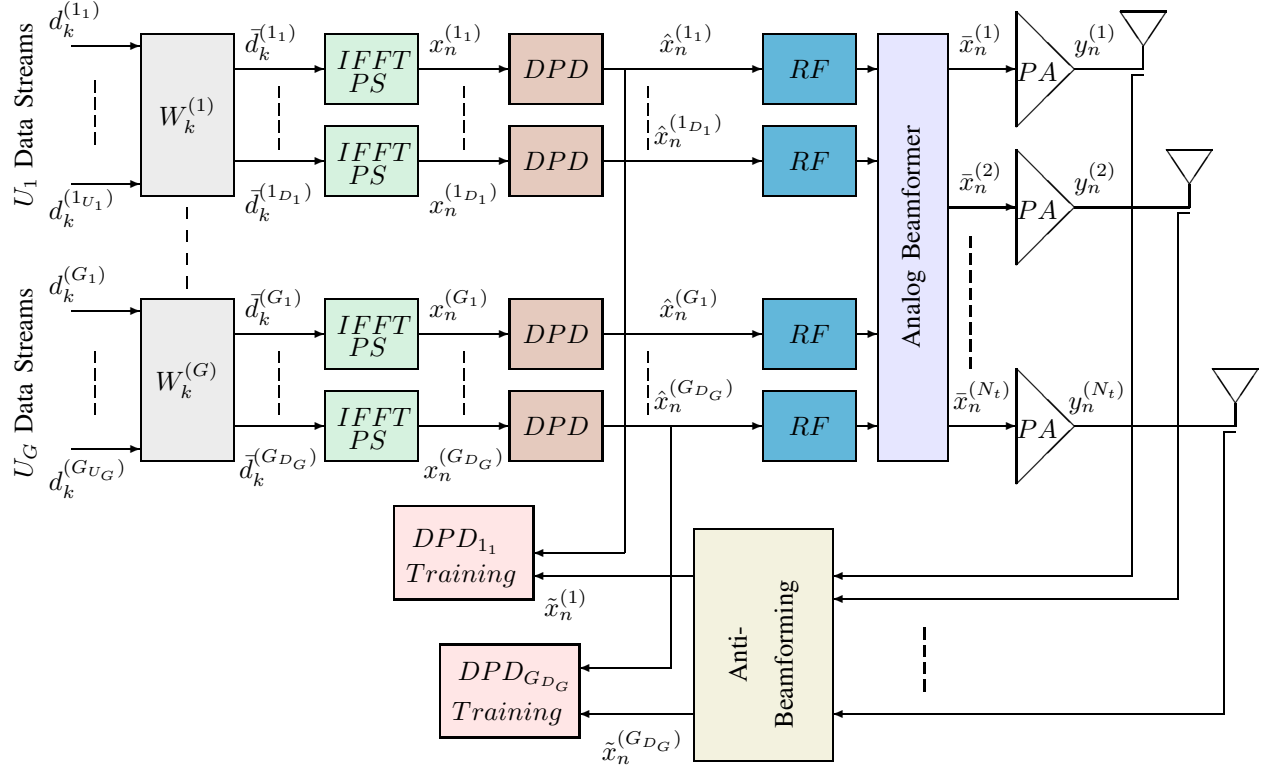 d_k^{(1_1)}
U_1 Data Streams
d_k^{(1_{U_1})}
W_k^{(1)}
\bar{d}_k^{(1_1)}
\bar{d}_k^{(1_{D_1})}
IFFT
PS
IFFT
PS
x_n^{(1_1)}
x_n^{(1_{D_1})}
DPD
DPD
\hat{x}_n^{(1_1)}
\hat{x}_n^{(1_{D_1})}
RF
RF
d_k^{(G_1)}
U_G Data Streams
d_k^{(G_{U_G})}
W_k^{(G)}
\bar{d}_k^{(G_1)}
\bar{d}_k^{(G_{D_G})}
IFFT
PS
IFFT
PS
x_n^{(G_1)}
x_n^{(G_{D_G})}
DPD
DPD
\hat{x}_n^{(G_1)}
\hat{x}_n^{(G_{D_G})}
RF
RF
Analog Beamformer
\bar{x}_n^{(1)}
PA
y_n^{(1)}
\bar{x}_n^{(2)}
PA
y_n^{(2)}
\bar{x}_n^{(N_t)}
PA
y_n^{(N_t)}
DPD_{1_1}
Training
\tilde{x}_n^{(1)}
DPD_{G_{D_G}}
Training
\tilde{x}_n^{(G_{D_G})}
Anti-
Beamforming